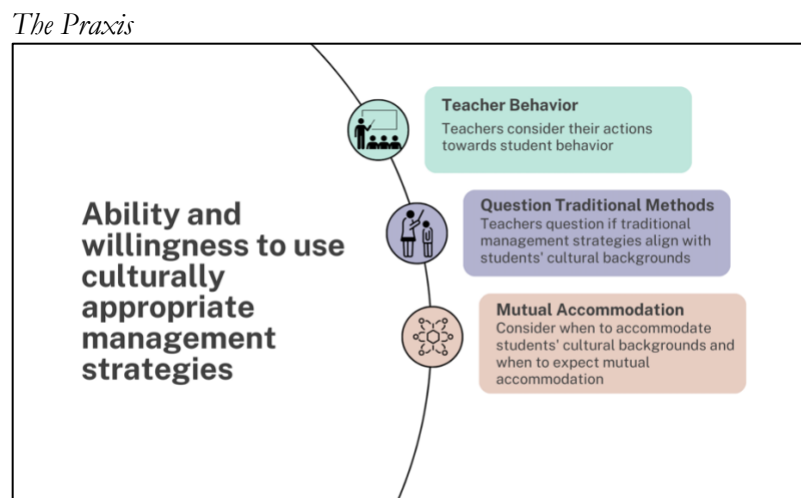 The Praxis
Ability and
willingness to use
culturally
appropriate
management
strategies
Teacher Behavior
Teachers consider their actions
towards student behavior
Question Traditional Methods
Teachers question if traditional
management strategies align with
students' cultural backgrounds
Mutual Accommodation
Consider when to accommodate
students' cultural backgrounds and
when to expect mutual
accommodation